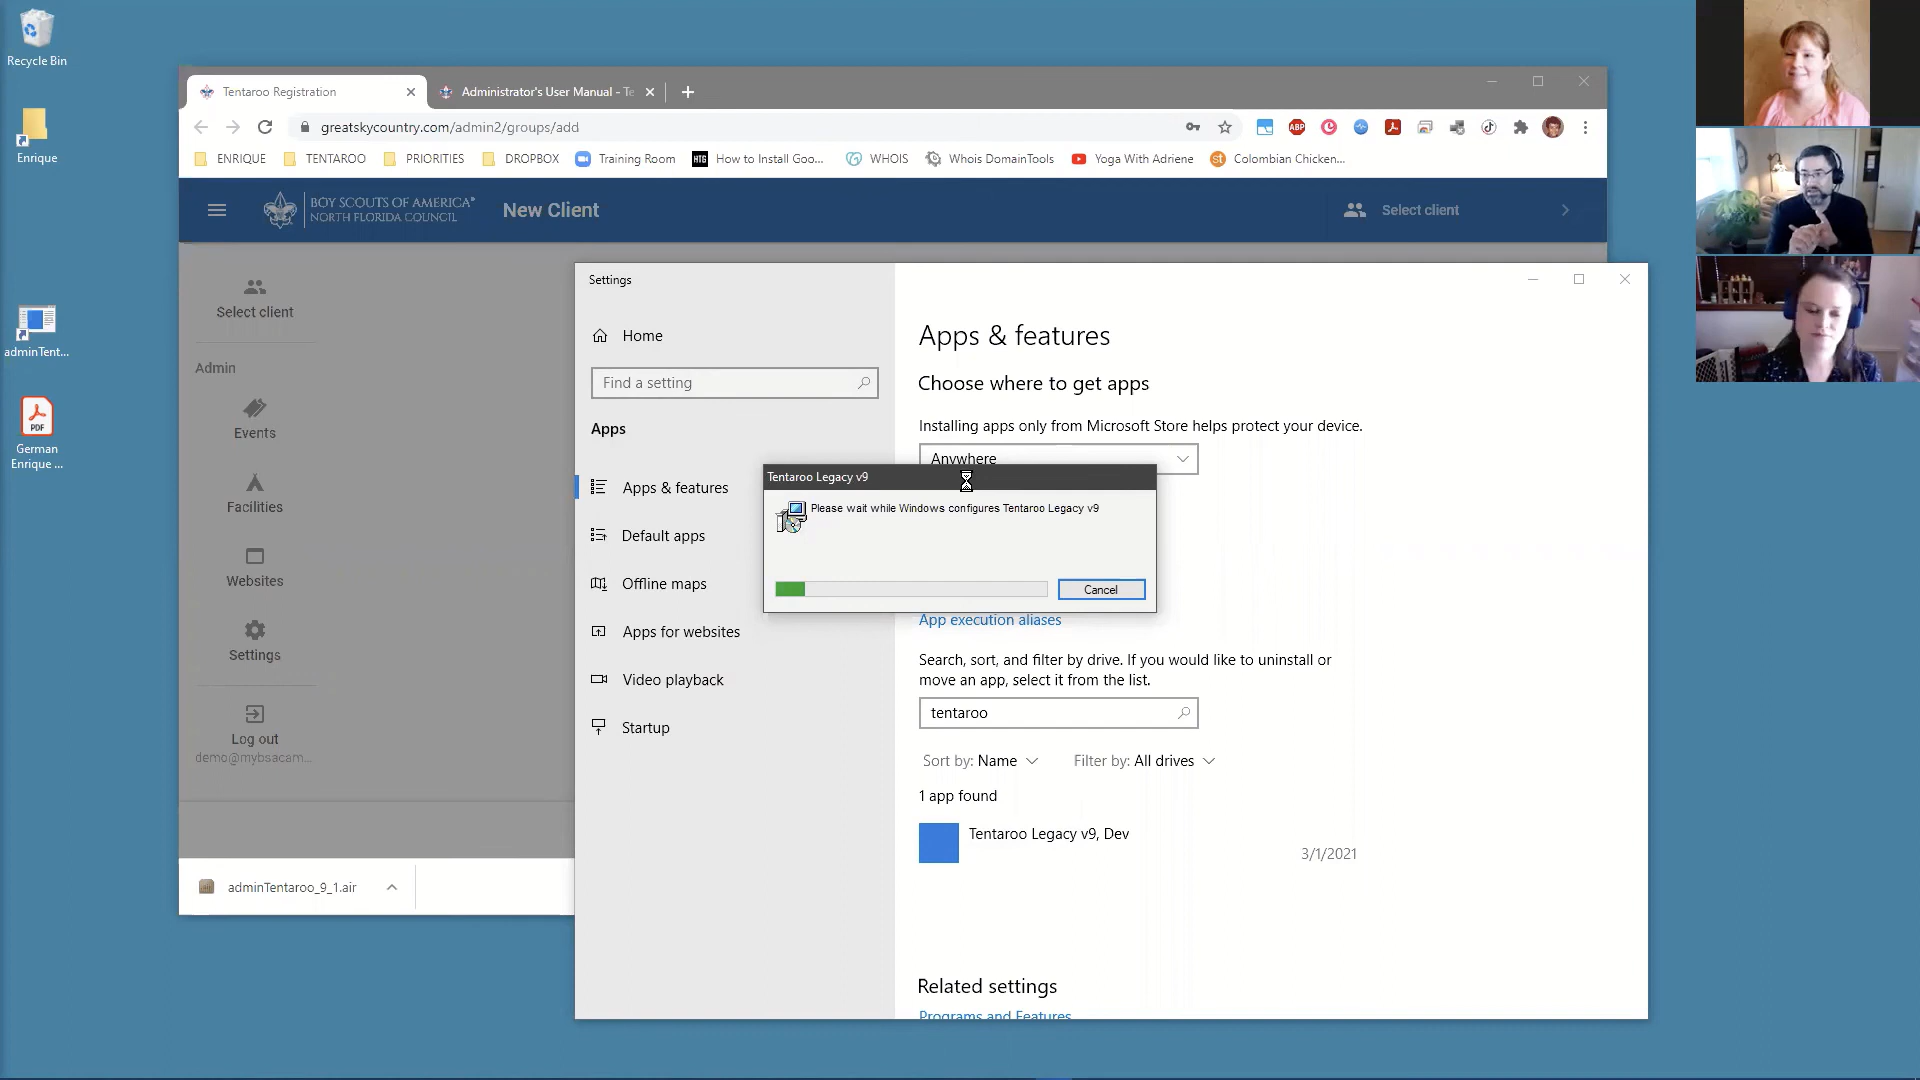 Recycle Bin
Enrique
adminTent...
German
Enrique ...
PDF
Tentaroo Registration
Administrator's User Manual - Te
greatskycountry.com/admin2/groups/add
ABP
ENRIQUE
TENTAROO
PRIORITIES
DROPBOX
Training Room
HTG
How to Install Goo...
WHOIS
Whois DomainTools
Yoga With Adriene
st
Colombian Chicken...
BOY SCOUTS OF AMERICA®
NORTH FLORIDA COUNCIL
New Client
Select client
Select client
Admin
Events
Facilities
Websites
Settings
Log out
demo@mybsacam...
adminTentaroo_9_1.air
Settings
Home
Find a setting
Apps
Apps & features
Default apps
Offline maps
Apps for websites
Video playback
Startup
Apps & features
Choose where to get apps
Installing apps only from Microsoft Store helps protect your device.
Anywhere
Tentaroo Legacy v9
Please wait while Windows configures Tentaroo Legacy v9
Cancel
App execution aliases
Search, sort, and filter by drive. If you would like to uninstall or
move an app, select it from the list.
tentaroo
Sort by: Name
Filter by: All drives
1 app found
Tentaroo Legacy v9, Dev
3/1/2021
Related settings
Programs and Features